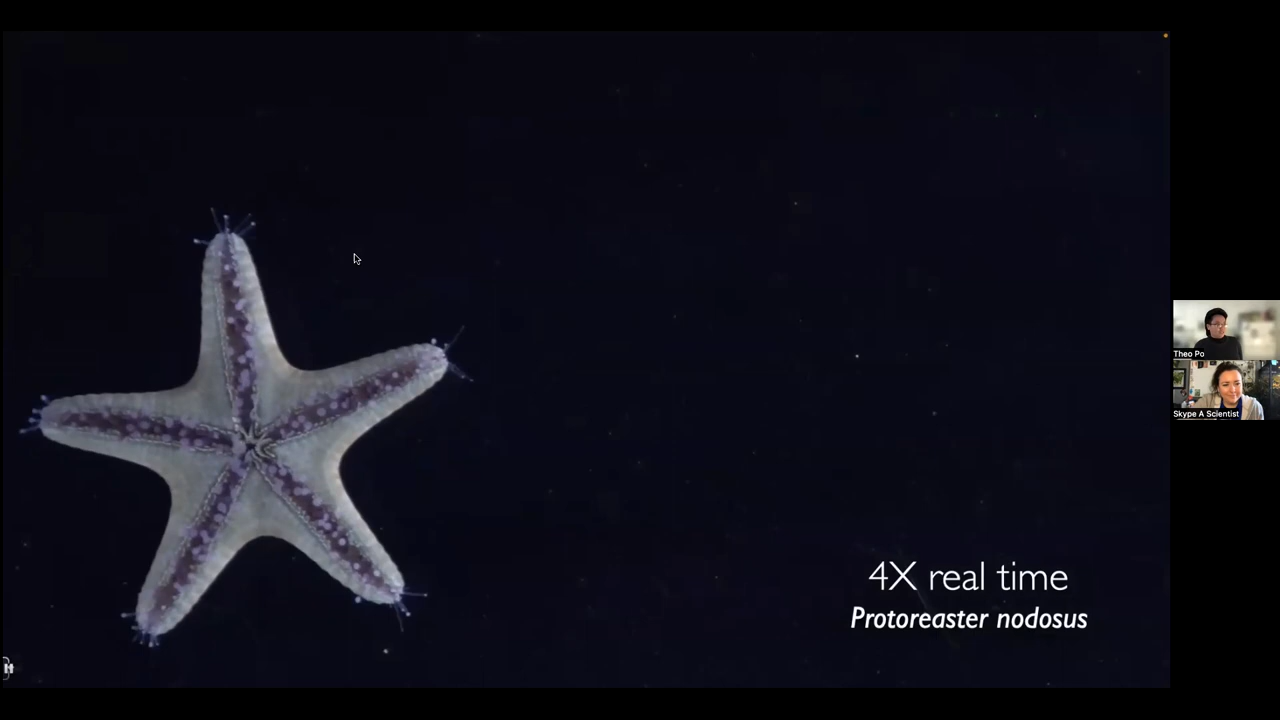 4X real time
Protoreaster nodosus
Theo Po
Skype A Scientist